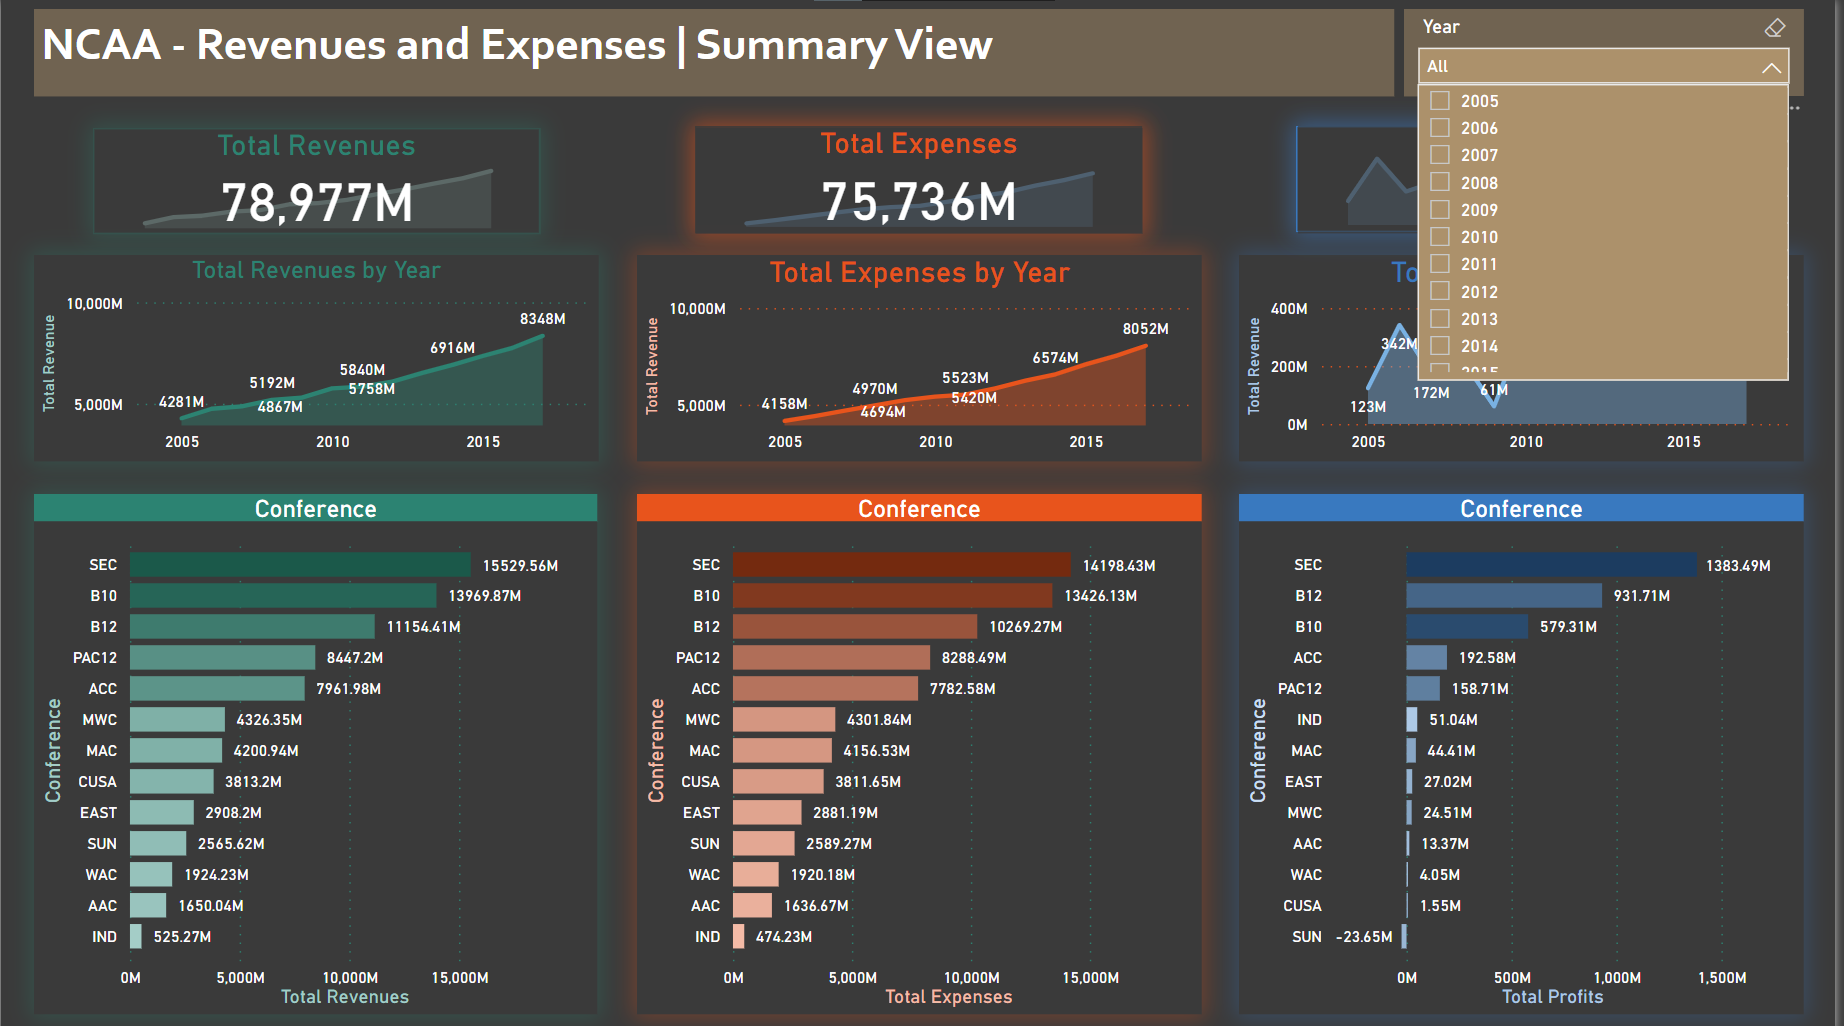 NCAA - Revenues and Expenses | Summary View
Year
All
2005
2006
2007
2008
2009
2010
2011
2012
2013
2014
2015
Total Revenues
78,977M
Total Expenses
75,736M
Total Revenues by Year
Total Revenue
10,000M
5,000M
4281M
5192M
4867M
5840M
5758M
6916M
8348M
2005
2010
2015
Total Expenses by Year
Total Revenue
10,000M
5,000M
4158M
4970M
4694M
5523M
5420M
6574M
8052M
2005
2010
2015
To
Total Revenue
400M
200M
0M
123M
342M
172M
61M
2005
2010
2015
Conference
Conference
SEC 15529.56M
B10 13969.87M
B12 11154.41M
PAC12 8447.2M
ACC 7961.98M
MWC 4326.35M
MAC 4200.94M
CUSA 3813.2M
EAST 2908.2M
SUN 2565.62M
WAC 1924.23M
AAC 1650.04M
IND 525.27M
0M 5,000M 10,000M 15,000M
Total Revenues
Conference
Conference
SEC 14198.43M
B10 13426.13M
B12 10269.27M
PAC12 8288.49M
ACC 7782.58M
MWC 4301.84M
MAC 4156.53M
CUSA 3811.65M
EAST 2881.19M
SUN 2589.27M
WAC 1920.18M
AAC 1636.67M
IND 474.23M
0M 5,000M 10,000M 15,000M
Total Expenses
Conference
Conference
SEC 1383.49M
B12 931.71M
B10 579.31M
ACC 192.58M
PAC12 158.71M
IND 51.04M
MAC 44.41M
EAST 27.02M
MWC 24.51M
AAC 13.37M
WAC 4.05M
CUSA 1.55M
SUN -23.65M
0M 500M 1,000M 1,500M
Total Profits